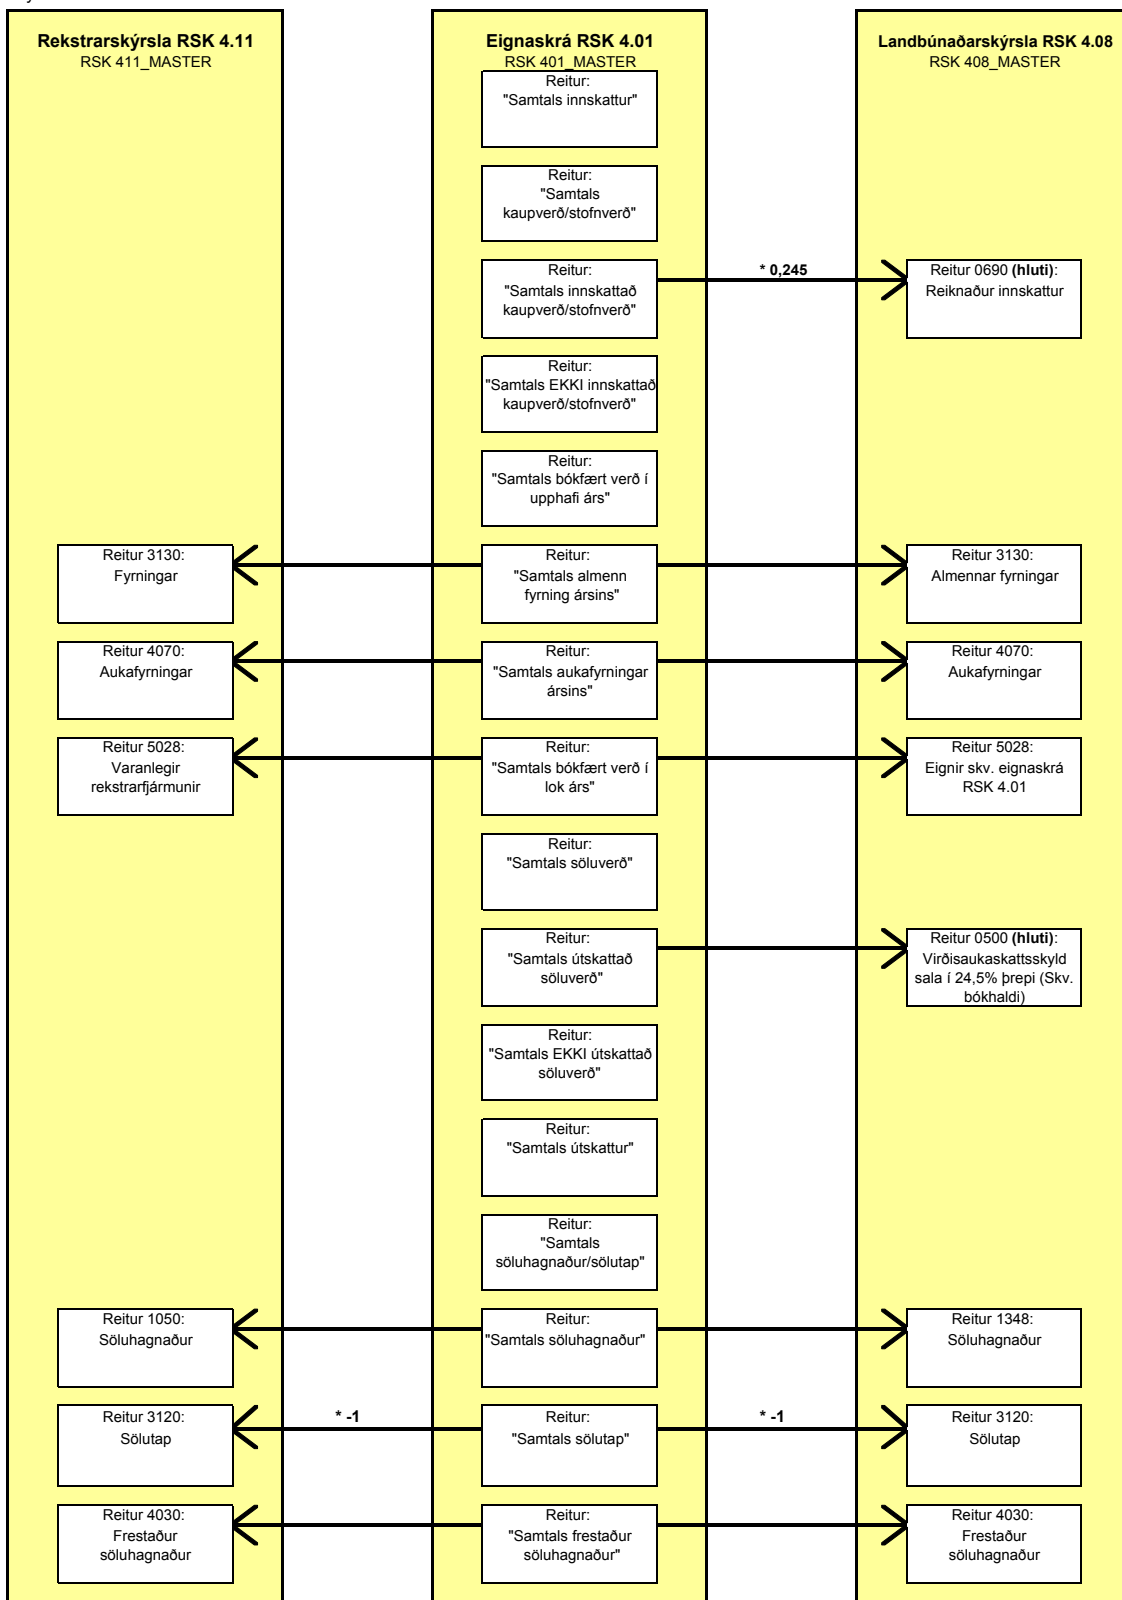 Rekstrarskýrsla RSK 4.11
RSK 411_MASTER
Eignaskrá RSK 4.01
RSK 401_MASTER
Landbúnaðarskýrsla RSK 4.08
RSK 408_MASTER
Reitur:
"Samtals innskattur"
Reitur:
"Samtals
kaupverð/stofnverð"
Reitur:
"Samtals innskattað
kaupverð/stofnverð"
* 0,245
Reitur 0690 (hluti):
Reiknaður innskattur
Reitur:
"Samtals EKKI innskattað
kaupverð/stofnverð"
Reitur:
"Samtals bókfært verð í
upphafi árs"
Reitur 3130:
Fyrningar
Reitur:
"Samtals almenn
fyrning ársins"
Reitur 3130:
Almennar fyrningar
Reitur 4070:
Aukafyrningar
Reitur:
"Samtals aukafyrningar
ársins"
Reitur 4070:
Aukafyrningar
Reitur 5028:
Varanlegir
rekstrarfjármunir
Reitur:
"Samtals bókfært verð í
lok árs"
Reitur 5028:
Eignir skv. eignaskrá
RSK 4.01
Reitur:
"Samtals söluverð"
Reitur:
"Samtals útskattað
söluverð"
Reitur 0500 (hluti):
Virðisaukaskattsskyld
sala í 24,5% þrepi (Skv.
bókhaldi)
Reitur:
"Samtals EKKI útskattað
söluverð"
Reitur:
"Samtals útskattur"
Reitur:
"Samtals
söluhagnaður/sölutap"
Reitur 1050:
Söluhagnaður
Reitur:
"Samtals söluhagnaður"
Reitur 1348:
Söluhagnaður
Reitur 3120:
Sölutap
* -1
Reitur:
"Samtals sölutap"
* -1
Reitur 3120:
Sölutap
Reitur 4030:
Frestaður
söluhagnaður
Reitur:
"Samtals frestaður
söluhagnaður"
Reitur 4030:
Frestaður
söluhagnaður